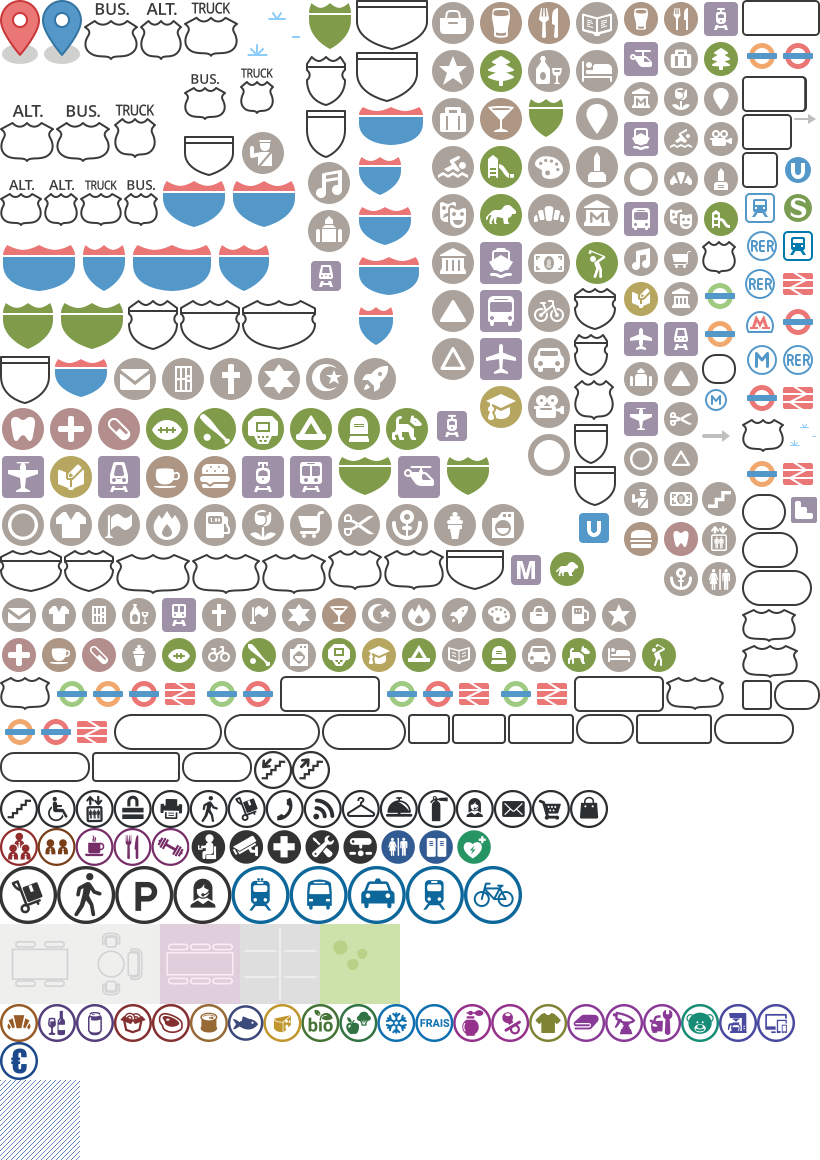 BUS. ALT. TRUCK
BUS. TRUCK
ALT. BUS. TRUCK
ALT. ALT. TRUCK BUS.
U
S
RER
RER
M
M RER
M
U
M
P
bio
FRAIS
€